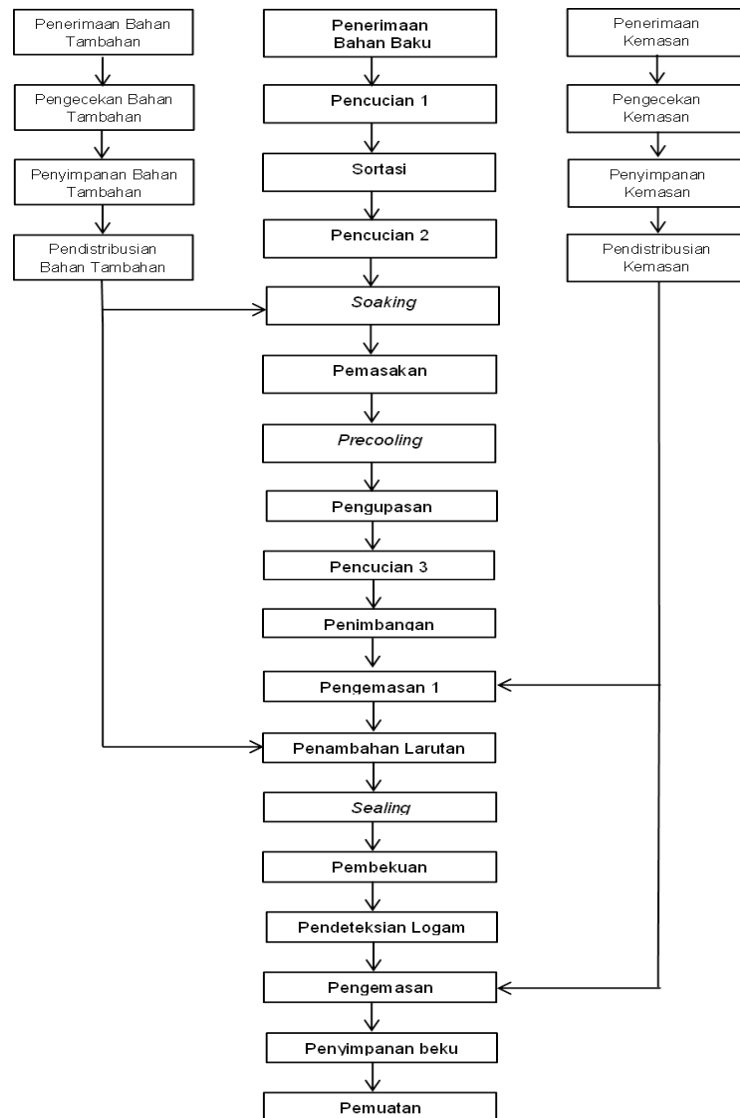 Penerimaan Bahan
Tambahan
Pengecekan Bahan
Tambahan
Penyimpanan Bahan
Tambahan
Pendistribusian
Bahan Tambahan
Penerimaan
Bahan Baku
Pencucian 1
Sortasi
Pencucian 2
Soaking
Pemasakan
Precooling
Pengupasan
Pencucian 3
Penimbangan
Pengemasan 1
Penambahan Larutan
Sealing
Pembekuan
Pendeteksian Logam
Pengemasan
Penyimpanan beku
Pemuatan
Penerimaan
Kemasan
Pengecekan
Kemasan
Penyimpanan
Kemasan
Pendistribusian
Kemasan